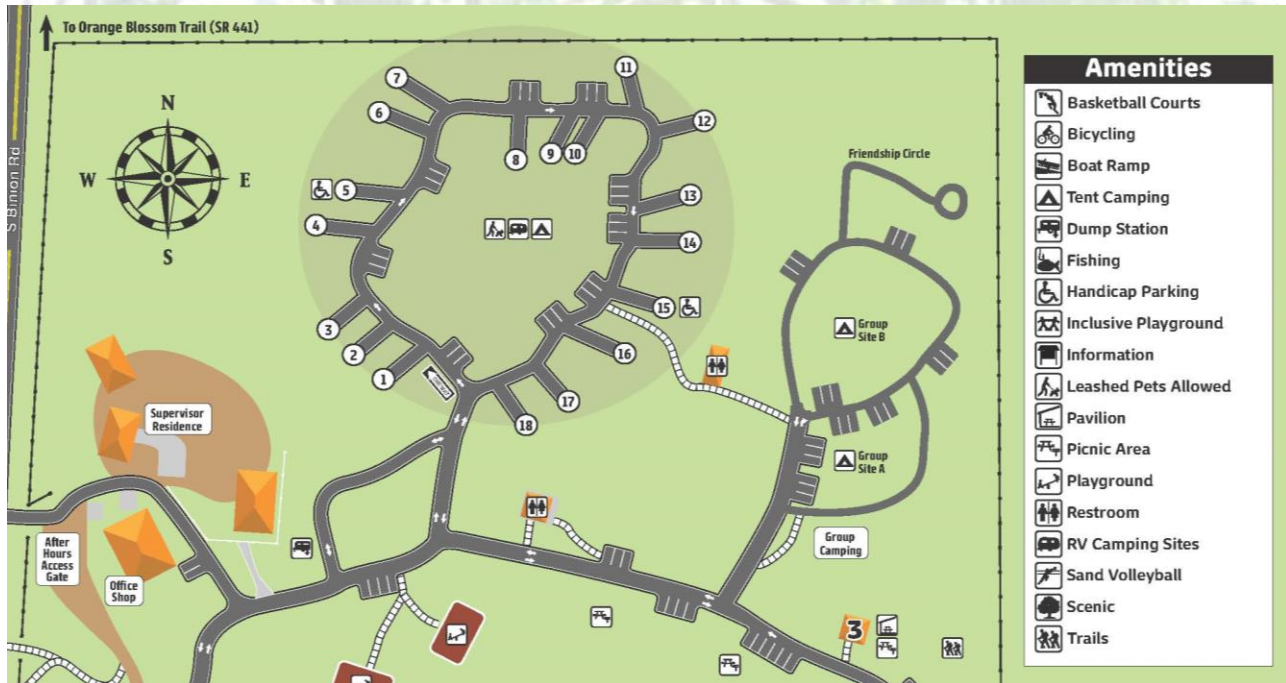 To Orange Blossom Trail (SR 441)
S Binion Rd
N
W
E
S
7
6
5
4
3
2
1
8
9
10
11
12
13
14
15
16
17
18
Friendship Circle
Group
Site B
Group
Site A
Group
Camping
Supervisor
Residence
After
Hours
Access
Gate
Office
Shop
3
Amenities
Basketball Courts
Bicycling
Boat Ramp
Tent Camping
Dump Station
Fishing
Handicap Parking
Inclusive Playground
Information
Leashed Pets Allowed
Pavilion
Picnic Area
Playground
Restroom
RV Camping Sites
Sand Volleyball
Scenic
Trails